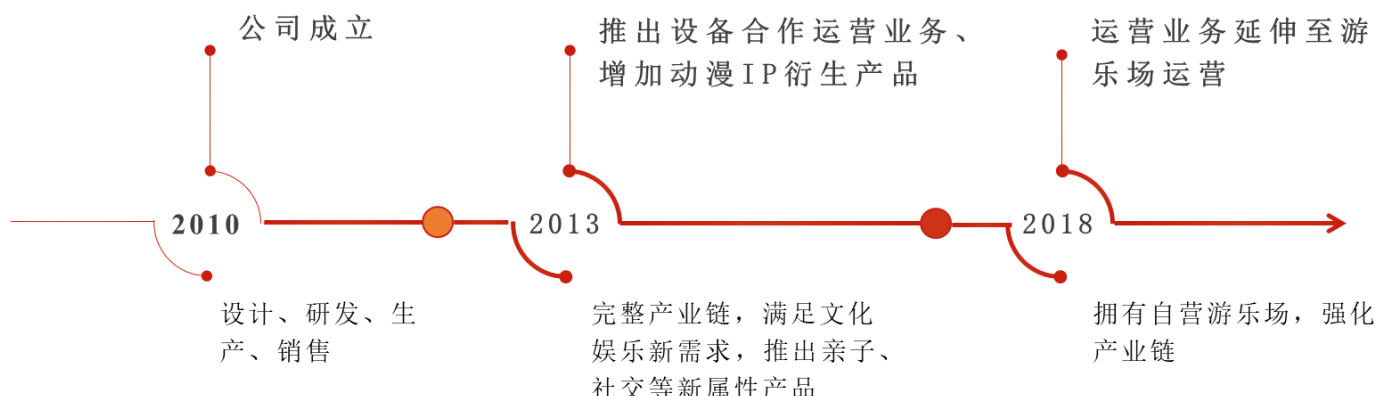 公司成立
推出设备合作运营业务、
增加动漫IP衍生产品
运营业务延伸至游
乐场运营
2010
2013
2018
设计、研发、生
产、销售
完整产业链，满足文化
娱乐新需求，推出亲子、
社交等新属性产品
拥有自营游乐场，强化
产业链